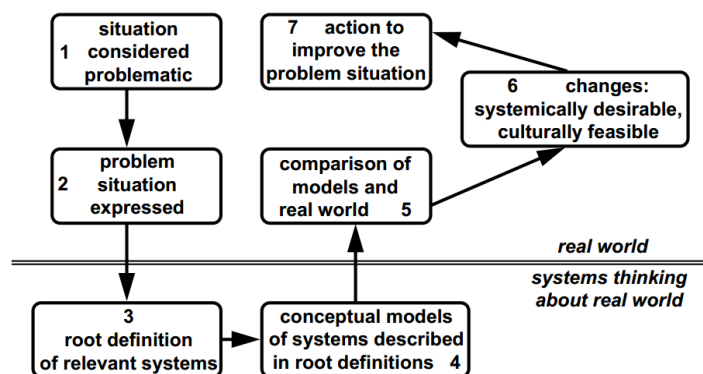 situation
1 considered
problematic
7 action to
improve the
problem situation
6 changes:
systemically desirable,
culturally feasible
problem
2 situation
expressed
comparison of
models and
real world 5
real world
systems thinking
about real world
3
root definition
of relevant systems
conceptual models
of systems described
in root definitions 4